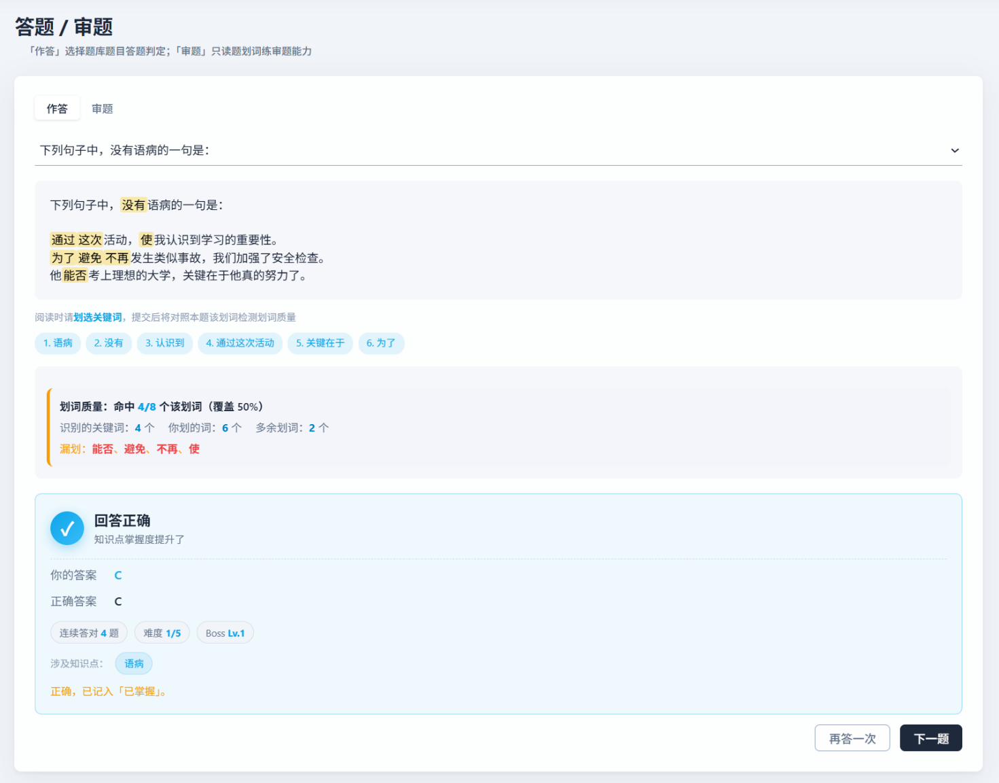 答题 / 审题
「作答」选择题库题目答题判定；「审题」只读题划词练审题能力
作答 审题
下列句子中，没有语病的一句是：
下列句子中，没有语病的一句是：
通过 这次活动，使我认识到学习的重要性。
为了 避免 不再发生类似事故，我们加强了安全检查。
他能否考上理想的大学，关键在于他真的努力了。
阅读时请划选关键词，提交后将对照本题该划词检测划词质量
1. 语病 2. 没有 3. 认识到 4. 通过这次活动 5. 关键在于 6. 为了
划词质量：命中 4/8 个该划词（覆盖 50%）
识别的关键词：4 个 你划的词：6 个 多余划词：2 个
漏划：能否、避免、不再、使
✓
回答正确
知识点掌握度提升了
你的答案 C
正确答案 C
连续答对 4 题 难度 1/5 Boss Lv.1
涉及知识点： 语病
正确，已记入「已掌握」。
再答一次 下一题